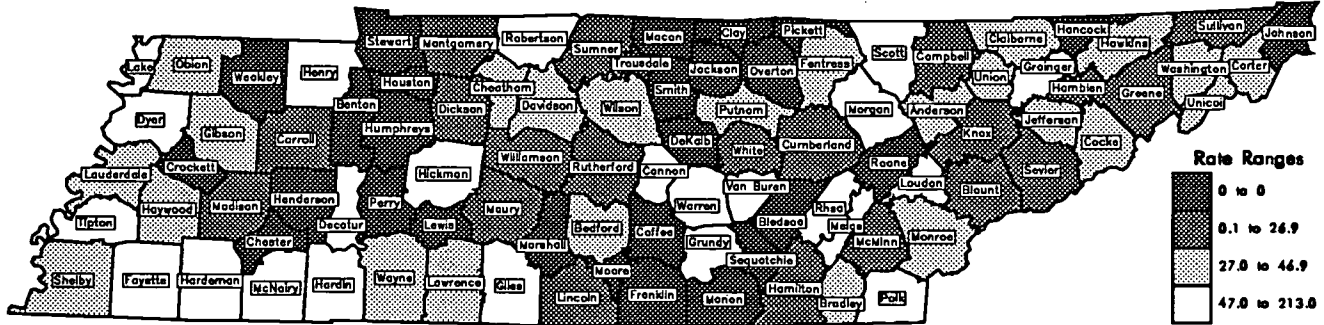 Stewart
Montgomery
Robertson
Sumner
Macon
Clay
Pickett
Scott
Campbell
Claiborne
Hancock
Hawkins
Sullivan
Johnson
Lake
Obion
Weakley
Henry
Houston
Cheatham
Trousdale
Jackson
Overton
Fentress
Union
Grainger
Hamblen
Washington
Carter
Greene
Unicoi
Dyer
Gibson
Carroll
Benton
Humphreys
Dickson
Davidson
Wilson
Smith
Putnam
Morgan
Anderson
Knox
Jefferson
Cocke
Crockett
Lauderdale
Haywood
Madison
Henderson
Decatur
Perry
Hickman
Williamson
Rutherford
Cannon
DeKalb
White
Cumberland
Roane
Loudon
Blount
Sevier
Tipton
Chester
Lewis
Maury
Marshall
Bedford
Coffee
Warren
Van Buren
Bledsoe
Rhea
Meigs
McMinn
Monroe
Shelby
Fayette
Hardeman
McNairy
Hardin
Wayne
Lawrence
Giles
Lincoln
Moore
Franklin
Grundy
Sequatchie
Marion
Hamilton
Bradley
Polk
Rate Ranges
0 to 0
0.1 to 26.9
27.0 to 46.9
47.0 to 213.0